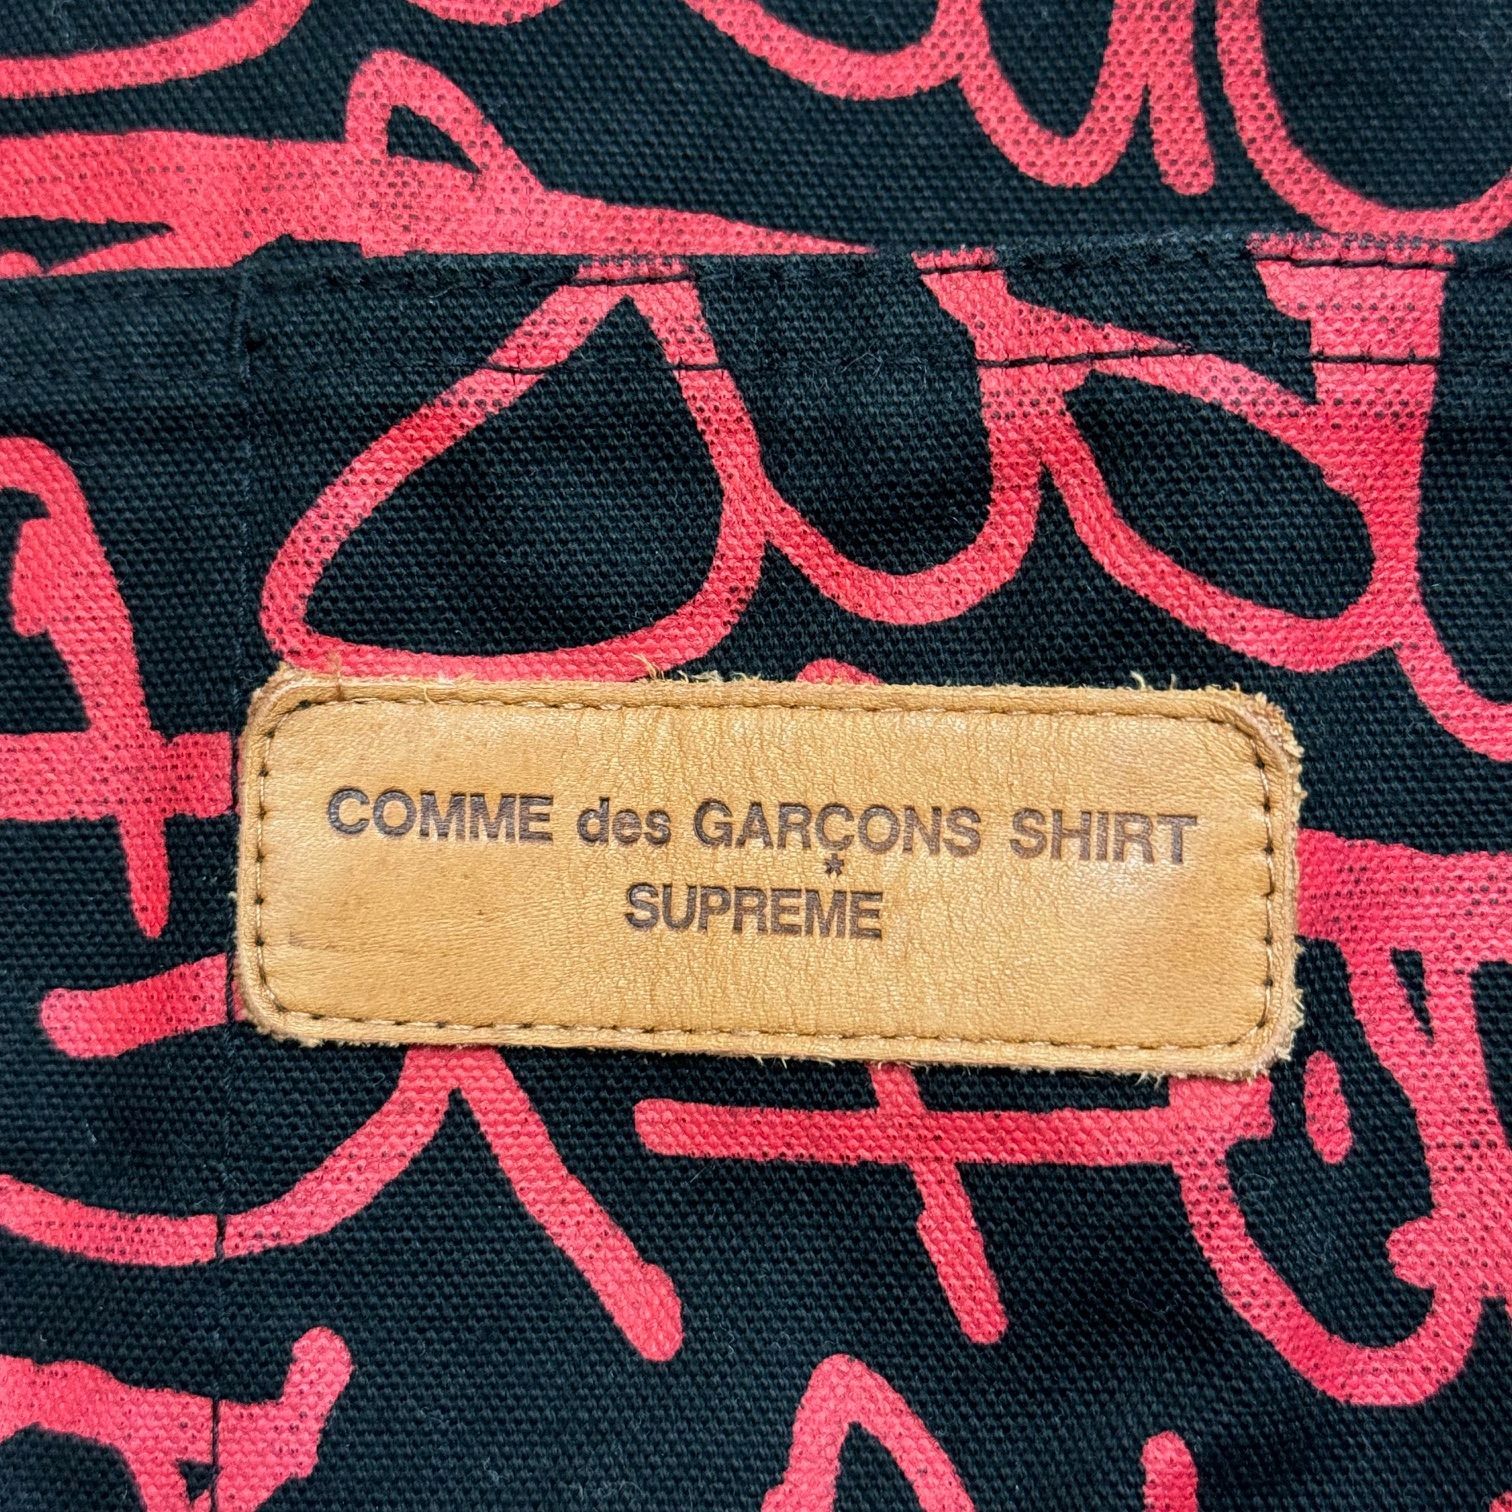 COMME des GARÇONS SHIRT
*
SUPREME